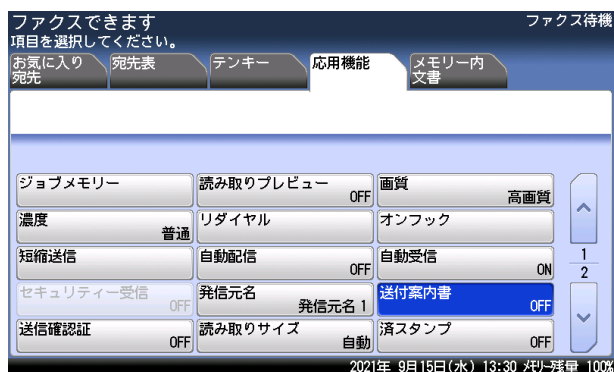 ファクスできます
ファクス待機
項目を選択してください。
お気に入り
宛先
宛先表
テンキー
応用機能
メモリー内
文書
ジョブメモリー
読み取りプレビュー
OFF
画質
高画質
濃度
普通
リダイヤル
オンフック
短縮送信
自動配信
OFF
自動受信
ON
1
2
セキュリティー受信
OFF
発信元名
発信元名 1
送付案内書
OFF
送信確認証
OFF
読み取りサイズ
自動
済スタンプ
OFF
2021年 9月15日(水) 13:30 メモリー残量 100%